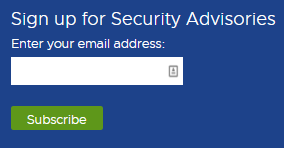 Sign up for Security Advisories
Enter your email address:
Subscribe